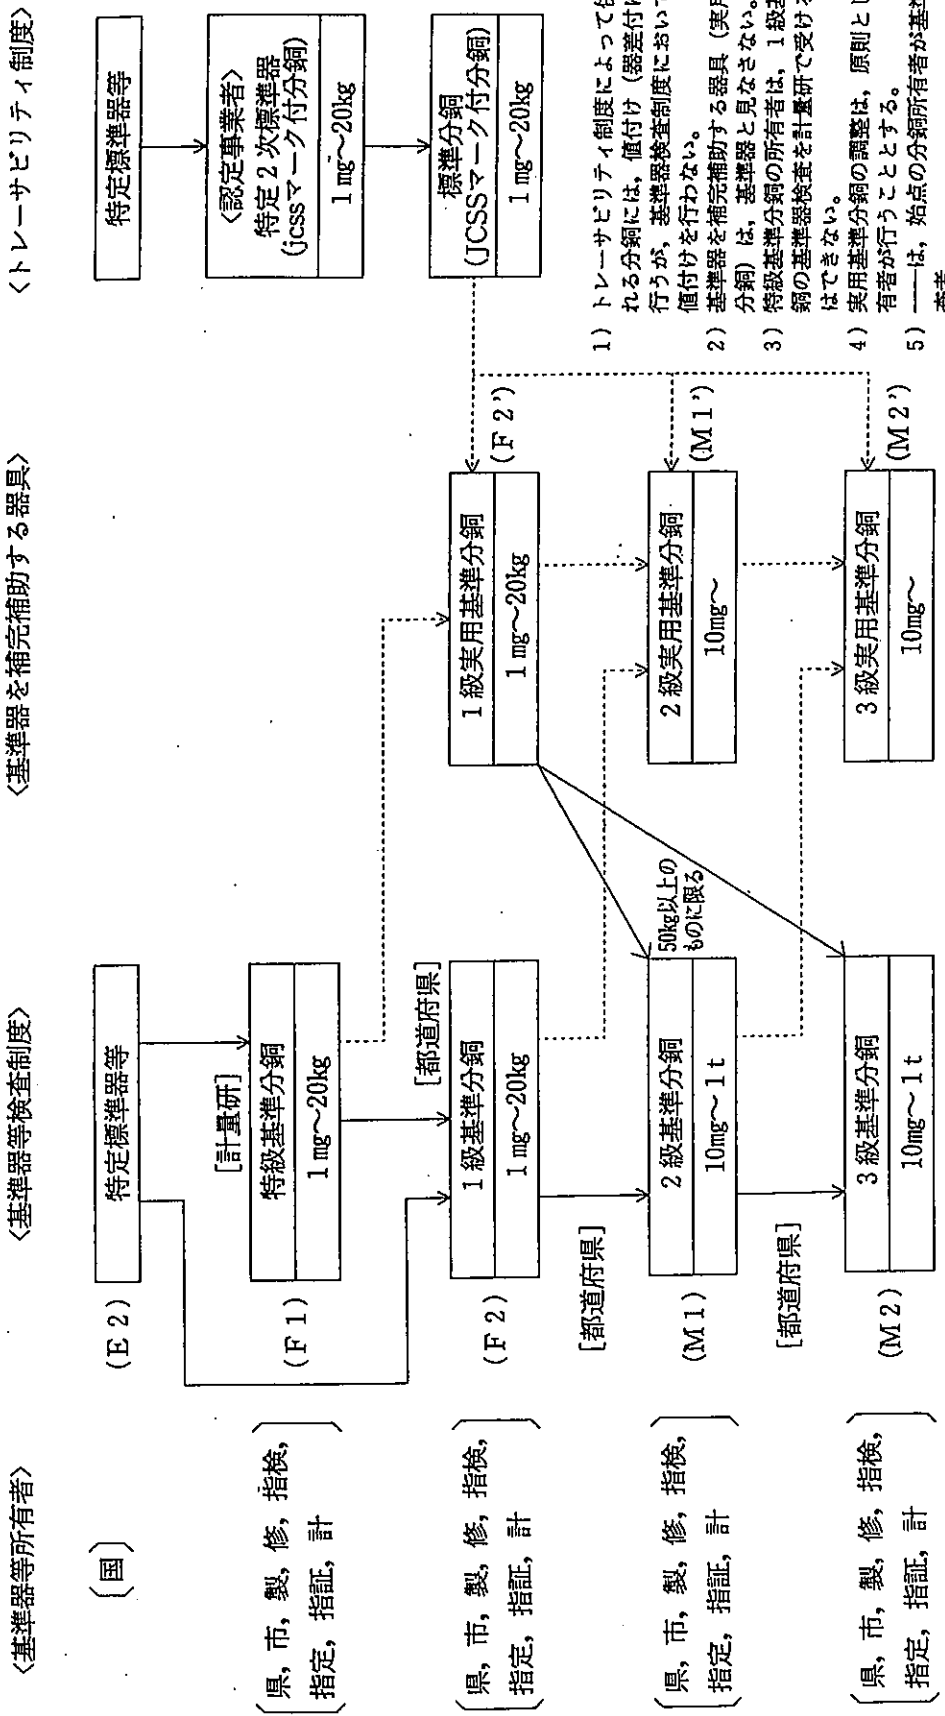 <基準器等所有者>
<基準器等検査制度>
<基準器を補完補助する器具>
<トレーサビリティ制度>
(国)
(E2)
特定標準器等
特定標準器等
[計量研]
<認定事業者>
特定2次標準器
(jcssマーク付分銅)
1mg~20kg
(県, 市, 製, 修, 指検,
指定, 指証, 計)
(F1)
特級基準分銅
1mg~20kg
[都道府県]
(県, 市, 製, 修, 指検,
指定, 指証, 計)
(F2)
1級基準分銅
1mg~20kg
1級実用基準分銅
1mg~20kg
(F2')
標準分銅
(JCSSマーク付分銅)
1mg~20kg
[都道府県]
50kg以上の
ものに限る
(県, 市, 製, 修, 指検,
指定, 指証, 計)
(M1)
2級基準分銅
10mg~1t
2級実用基準分銅
10mg~
(M1')
[都道府県]
(県, 市, 製, 修, 指検,
指定, 指証, 計)
(M2)
3級基準分銅
10mg~1t
3級実用基準分銅
10mg~
(M2')
1) トレーサビリティ制度によって
れる分銅には, 値付け (器差付
行うが, 基準器検査制度において
値付けを行わない。
2) 基準器を補完補助する器具 (実用
分銅) は, 基準器と見なさない。
3) 特級基準分銅の所有者は, 1級基
銅の基準器検査を計量研で受ける
はできない。
4) 実用基準分銅の調整は, 原則とし
有者が行うこととする。
5) ――は, 始点の分銅所有者が基準